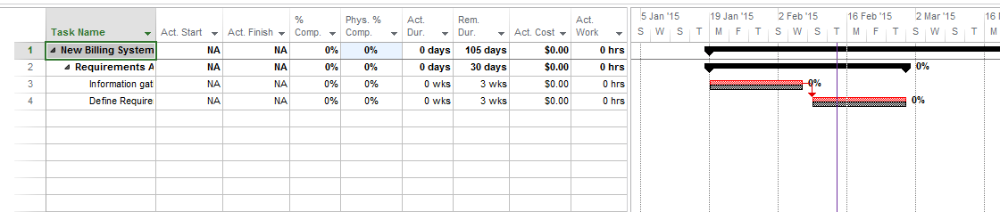 5 Jan '15 19 Jan '15 2 Feb '15 16 Feb '15 2 Mar '15 16
Task Name Act. Start Act. Finish % Comp. Phys. % Comp. Act. Dur. Rem. Dur. Act. Cost Act. Work S W S T M F T S W S T M F T S W S T M
1 New Billing System NA NA 0% 0% 0 days 105 days $0.00 0 hrs
2 Requirements A NA NA 0% 0% 0 days 30 days $0.00 0 hrs 0%
3 Information gat NA NA 0% 0% 0 wks 3 wks $0.00 0 hrs 0%
4 Define Require NA NA 0% 0% 0 wks 3 wks $0.00 0 hrs 0%